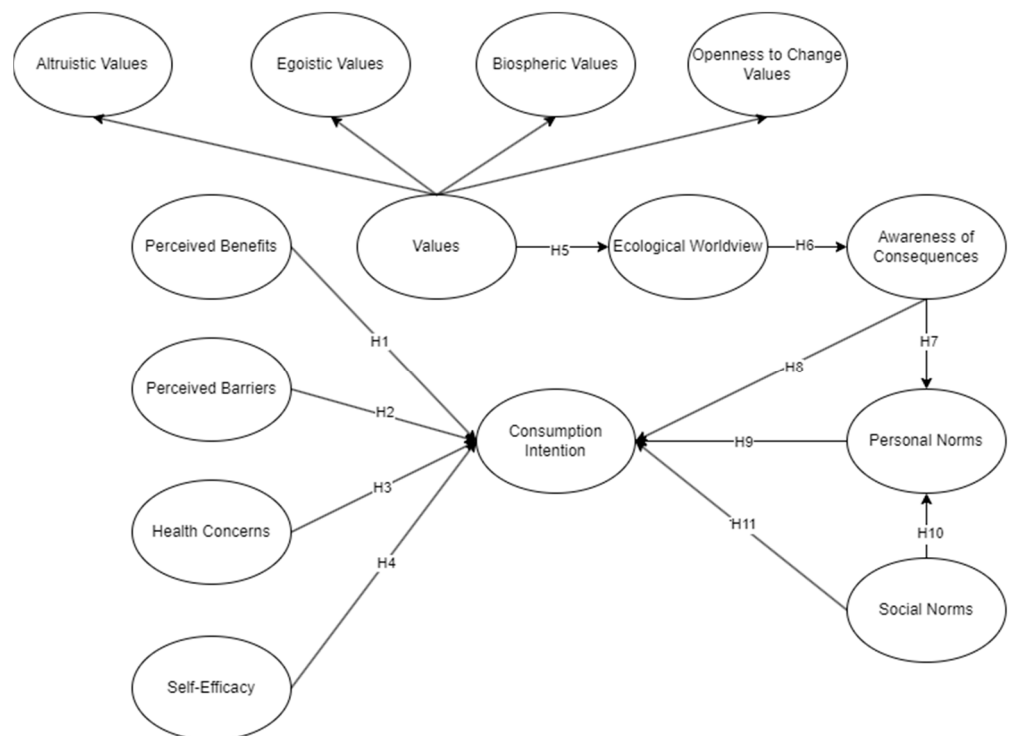 Altruistic Values
Egoistic Values
Biospheric Values
Openness to Change
Values
Perceived Benefits
Values
H5
Ecological Worldview
H6
Awareness of
Consequences
H1
H7
H8
Perceived Barriers
H2
Consumption
Intention
H9
Personal Norms
H3
Health Concerns
H11
H10
H4
Social Norms
Self-Efficacy